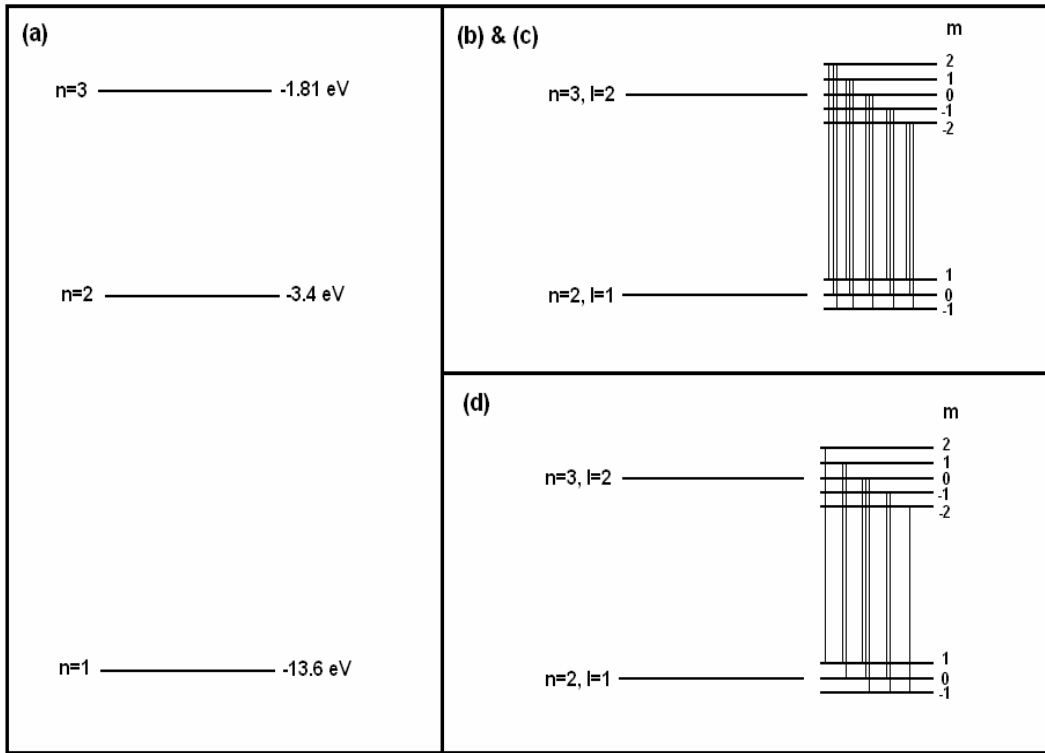 (a)
n=3 -1.81 eV
n=2 -3.4 eV
n=1 -13.6 eV
(b) & (c)
m
2
1
n=3, l=2 0
-1
-2
1
n=2, l=1 0
-1
(d)
m
2
1
n=3, l=2 0
-1
-2
1
n=2, l=1 0
-1